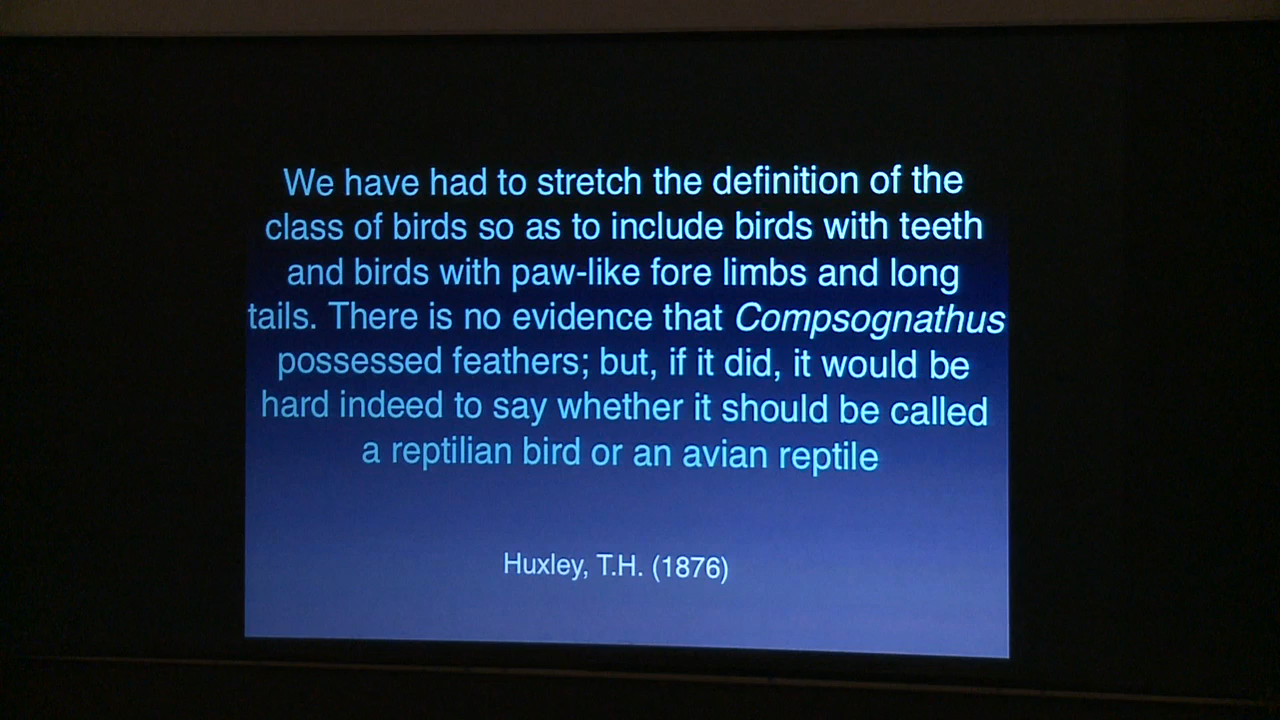 We have had to stretch the definition of the
class of birds so as to include birds with teeth
and birds with paw-like fore limbs and long
tails. There is no evidence that Compsognathus
possessed feathers; but, if it did, it would be
hard indeed to say whether it should be called
a reptilian bird or an avian reptile
Huxley, T.H. (1876)